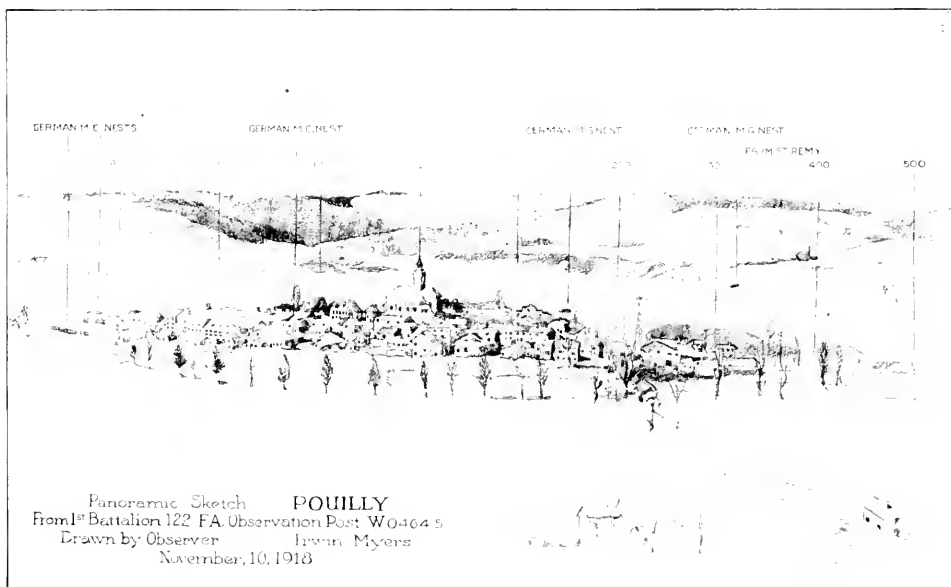 GERMAN M.G. NESTS GERMAN M.G. NEST GERMAN M.G. NEST GERMAN M.G. NEST
FARM ST. REMY
400 500
Panoramic Sketch POUILLY
From 1st Battalion 122 F.A. Observation Post W0464.5
Drawn by Observer Irwin Myers
November, 10, 1918